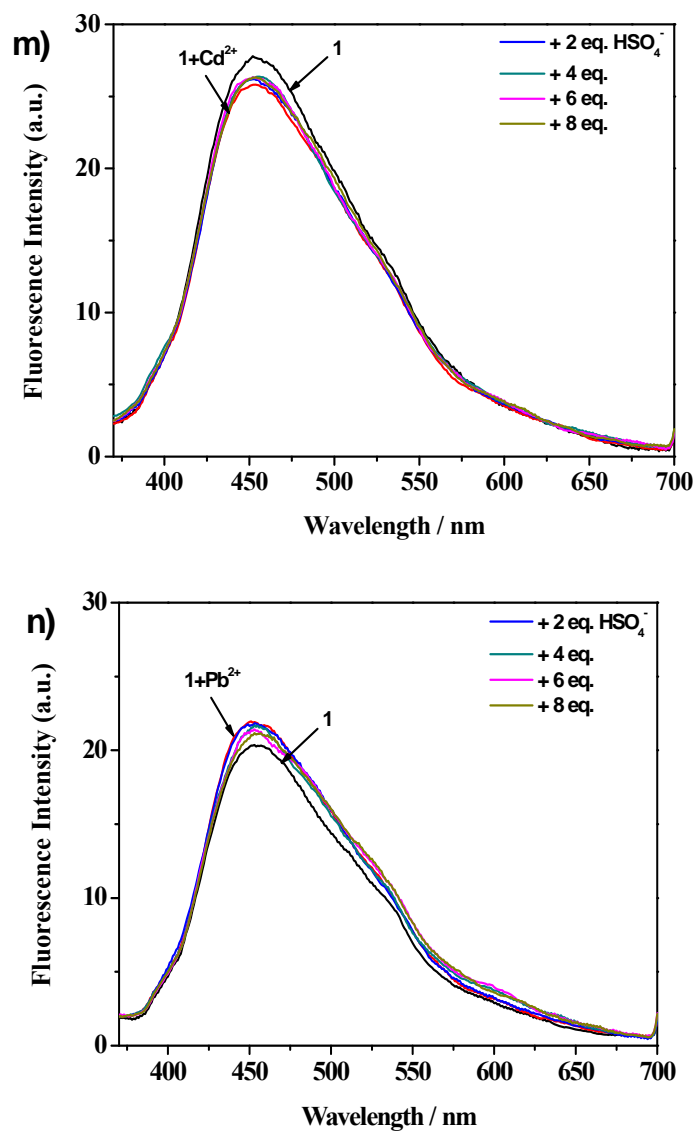 m)
1+Cd²⁺
1
+ 2 eq. HSO₄⁻
+ 4 eq.
+ 6 eq.
+ 8 eq.
Fluorescence Intensity (a.u.)
30
20
10
0
400 450 500 550 600 650 700
Wavelength / nm
n)
1+Pb²⁺
1
+ 2 eq. HSO₄⁻
+ 4 eq.
+ 6 eq.
+ 8 eq.
Fluorescence Intensity (a.u.)
30
20
10
0
400 450 500 550 600 650 700
Wavelength / nm